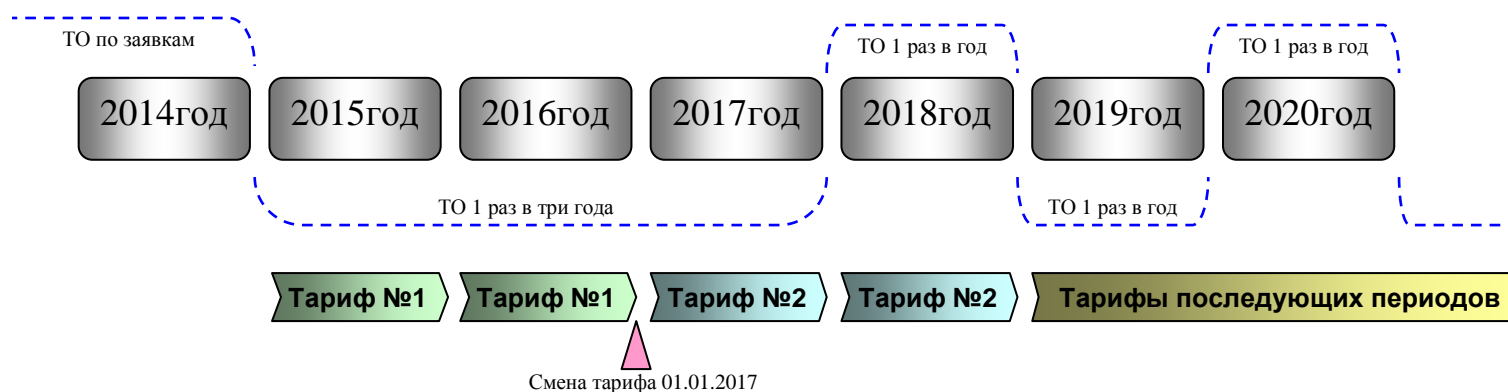 ТО по заявкам
ТО 1 раз в год
ТО 1 раз в год
2014год
2015год
2016год
2017год
2018год
2019год
2020год
ТО 1 раз в три года
ТО 1 раз в год
Тариф №1
Тариф №1
Тариф №2
Тариф №2
Тарифы последующих периодов
Смена тарифа 01.01.2017